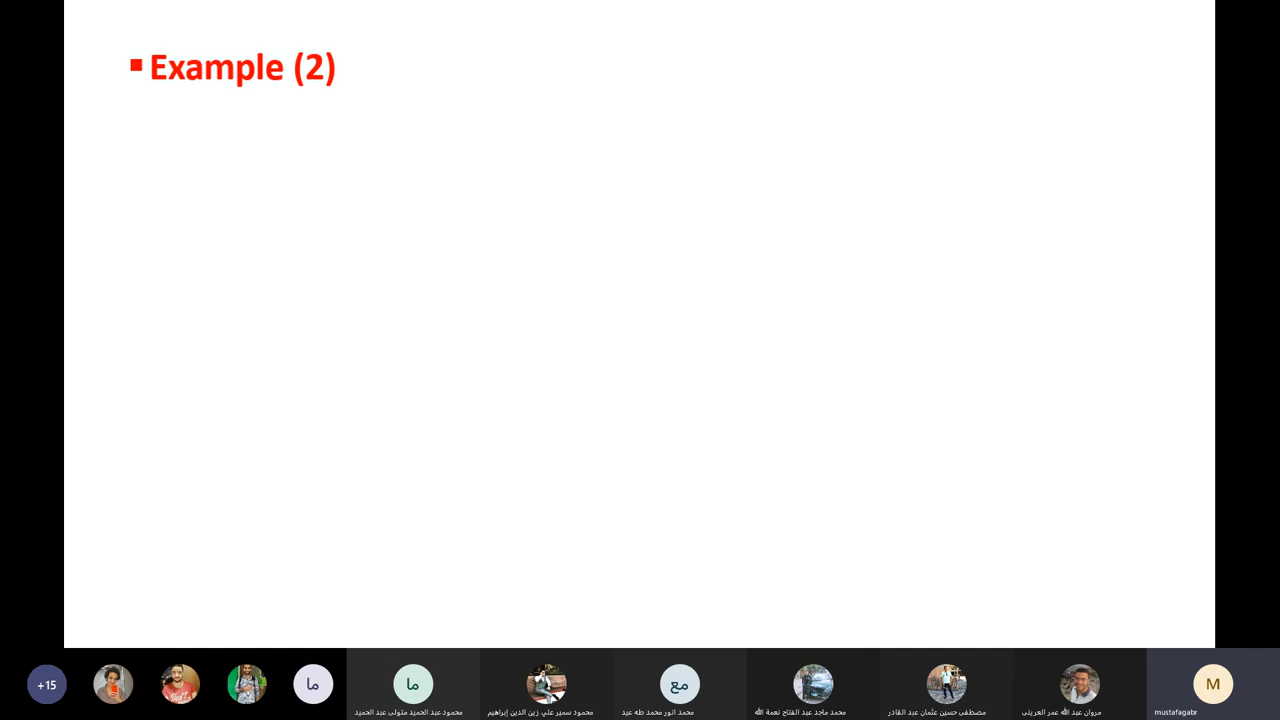 ▪ Example (2)
+15
ما
ما
مع
M
محمود عبد الحميد متولى عبد الحميد
محمود سمير علي زين الدين إبراهيم
محمد انور محمد طه عيد
محمد ماجد عبد الفتاح نعمة الله
مصطفى حسين عثمان عبد القادر
مروان عبد الله عمر العرينى
mustafagabr